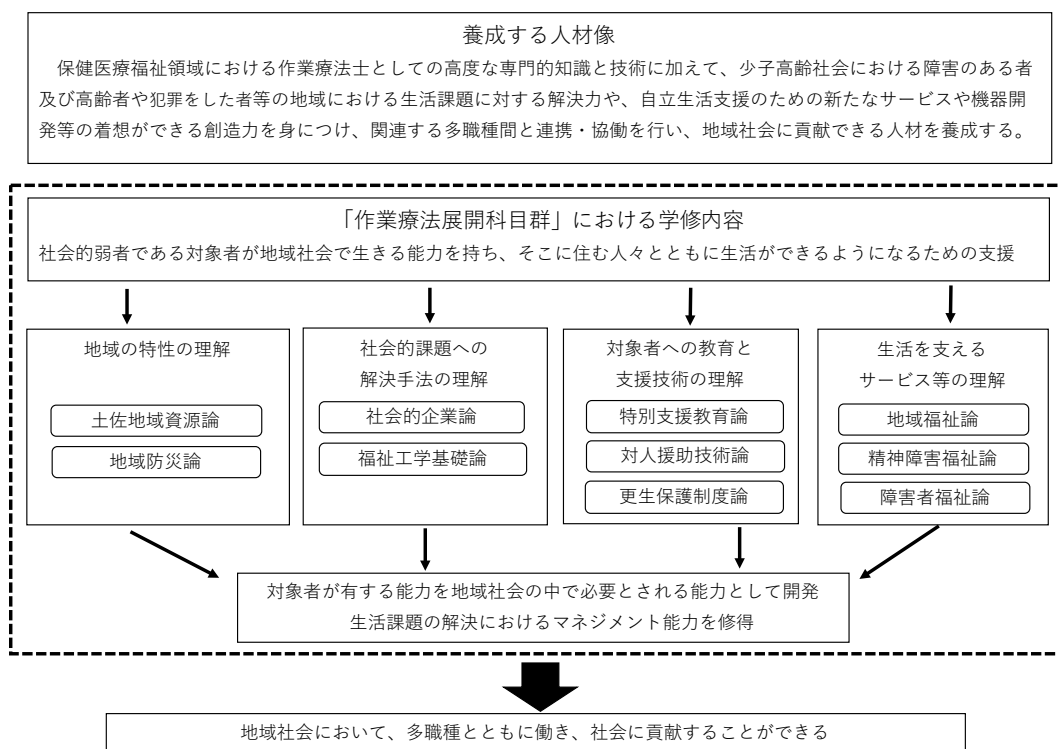 養成する人材像
保健医療福祉領域における作業療法士としての高度な専門的知識と技術に加えて、少子高齢社会における障害のある者
及び高齢者や犯罪をした者等の地域における生活課題に対する解決力や、自立生活支援のための新たなサービスや機器開
発等の着想ができる創造力を身につけ、関連する多職種間と連携・協働を行い、地域社会に貢献できる人材を養成する。
「作業療法展開科目群」における学修内容
社会的弱者である対象者が地域社会で生きる能力を持ち、そこに住む人々とともに生活ができるようになるための支援
地域の特性の理解
土佐地域資源論
地域防災論
社会的課題への
解決手法の理解
社会的企業論
福祉工学基礎論
対象者への教育と
支援技術の理解
特別支援教育論
対人援助技術論
更生保護制度論
生活を支える
サービス等の理解
地域福祉論
精神障害福祉論
障害者福祉論
対象者が有する能力を地域社会の中で必要とされる能力として開発
生活課題の解決におけるマネジメント能力を修得
地域社会において、多職種とともに働き、社会に貢献することができる